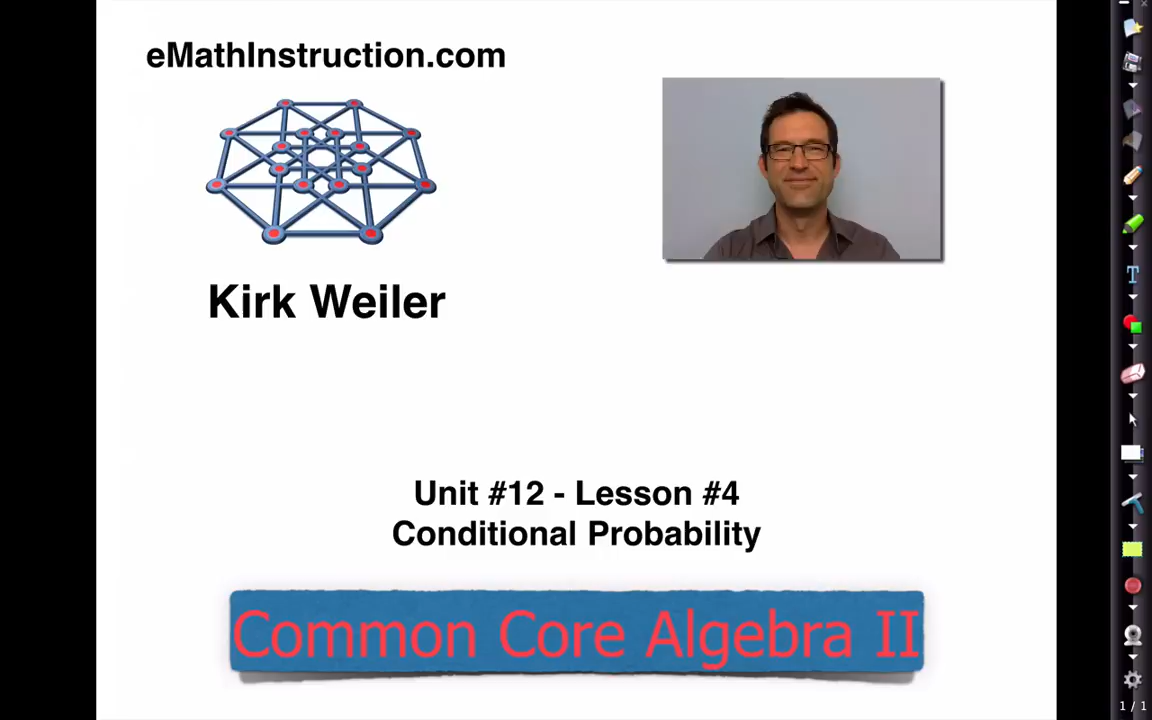 eMathInstruction.com
Kirk Weiler
Unit #12 - Lesson #4
Conditional Probability
Common Core Algebra II
T
1 / 1